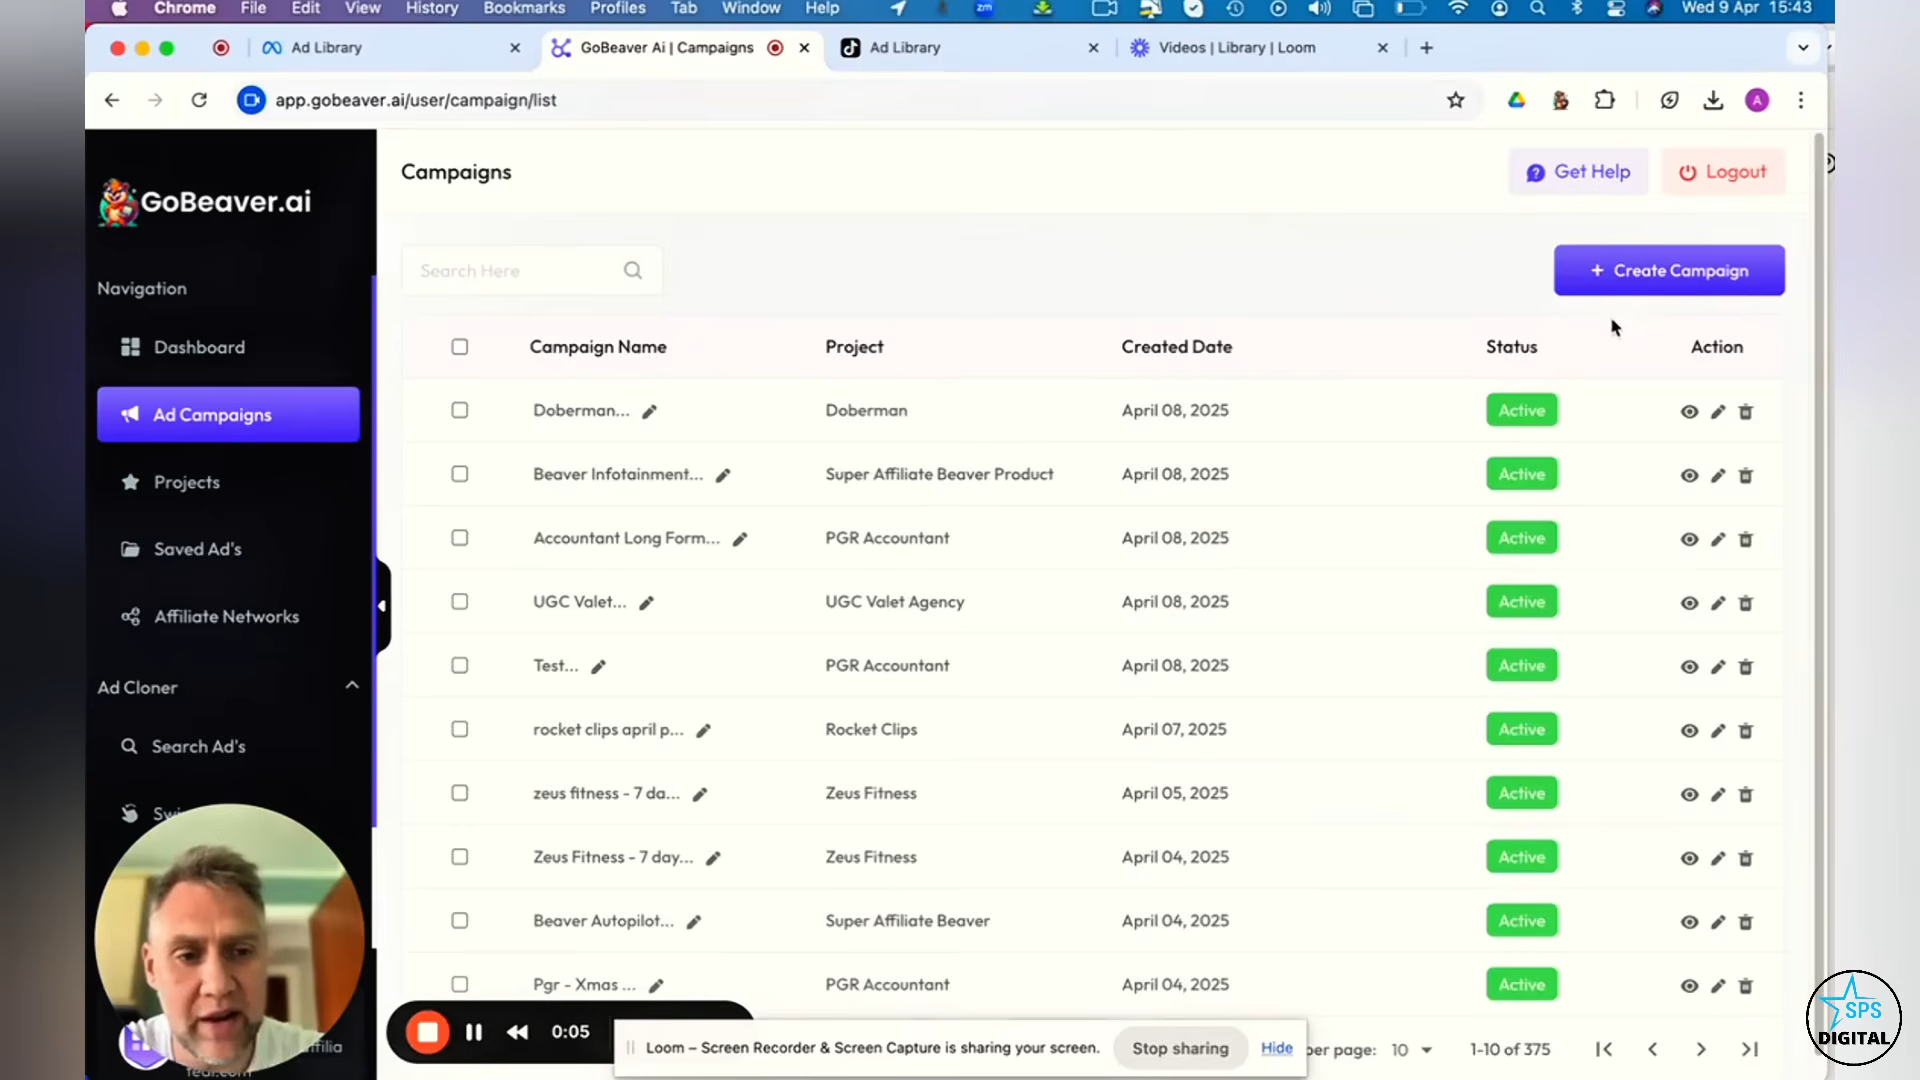 Chrome File Edit View History Bookmarks Profiles Tab Window Help zm Wed 9 Apr 15:43
Ad Library GoBeaver Ai | Campaigns Ad Library Videos | Library | Loom
app.gobeaver.ai/user/campaign/list A
GoBeaver.ai
Campaigns Get Help Logout
Navigation
Search Here + Create Campaign
Dashboard
Ad Campaigns
Projects
Saved Ad's
Affiliate Networks
Ad Cloner
Search Ad's
Campaign Name Project Created Date Status Action
Doberman... Doberman April 08, 2025 Active
Beaver Infotainment... Super Affiliate Beaver Product April 08, 2025 Active
Accountant Long Form... PGR Accountant April 08, 2025 Active
UGC Valet... UGC Valet Agency April 08, 2025 Active
Test... PGR Accountant April 08, 2025 Active
rocket clips april p... Rocket Clips April 07, 2025 Active
zeus fitness - 7 da... Zeus Fitness April 05, 2025 Active
Zeus Fitness - 7 day... Zeus Fitness April 04, 2025 Active
Beaver Autopilot... Super Affiliate Beaver April 04, 2025 Active
Pgr - Xmas ... PGR Accountant April 04, 2025 Active
0:05
Loom – Screen Recorder & Screen Capture is sharing your screen. Stop sharing Hide
per page: 10 1-10 of 375
SPS
DIGITAL